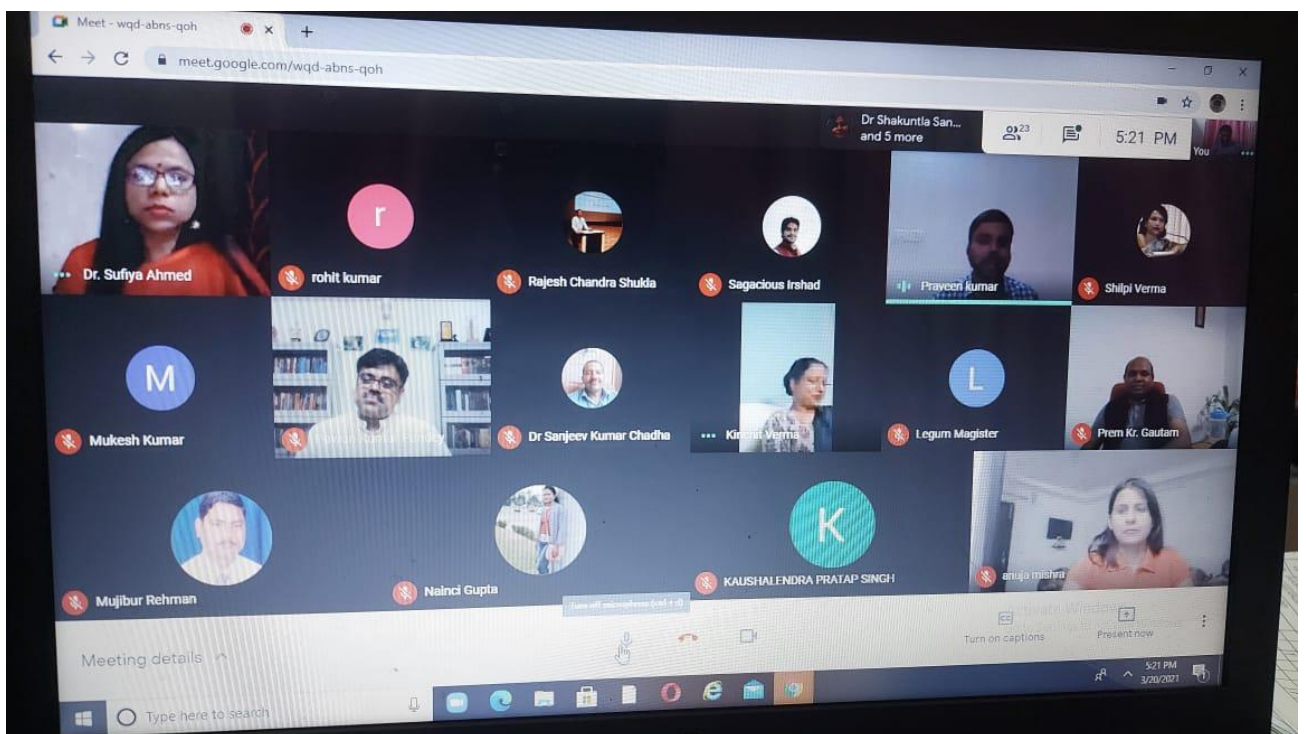 Meet - wqd-abns-qoh
meet.google.com/wqd-abns-qoh
Dr Shakuntla San...
and 5 more
23
5:21 PM
You
Dr. Sufiya Ahmed
r
rohit kumar
Rajesh Chandra Shukla
Sagacious Irshad
Praveen kumar
Shilpi Verma
M
Mukesh Kumar
Dr Sanjeev Kumar Chadha
Verma
L
Legum Magister
Prem Kr. Gautam
Mujibur Rehman
Nainci Gupta
K
KAUSHALENDRA PRATAP SINGH
anuja mishra
Meeting details
Turn on captions
Present now
Type here to search
5:21 PM
3/20/2021